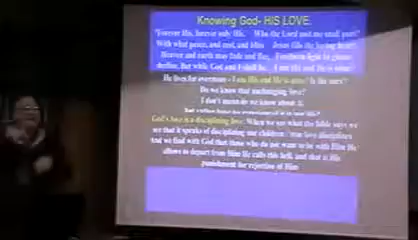 Knowing God- HIS LOVE.
"Forever His, forever only His. Who the Lord and me shall part?
With what peace, and rest, and bliss Jesus fills the loving heart.
Heaven and earth may fade and flee, Firstborn light in gloom
decline, But while God and I shall be, I am His and He is mine.
He lives for evermore - I am His and He is mine! Is He ours?
Do we know that unchanging love?
I don't mean do we know about it.
God's love is a disciplining love. When we see what the Bible says we
see that it speaks of disciplining our children - true love disciplines
And we find with God that those who do not want to be with Him He
allows to depart from Him He calls this hell, and that is His
punishment for rejection of Him